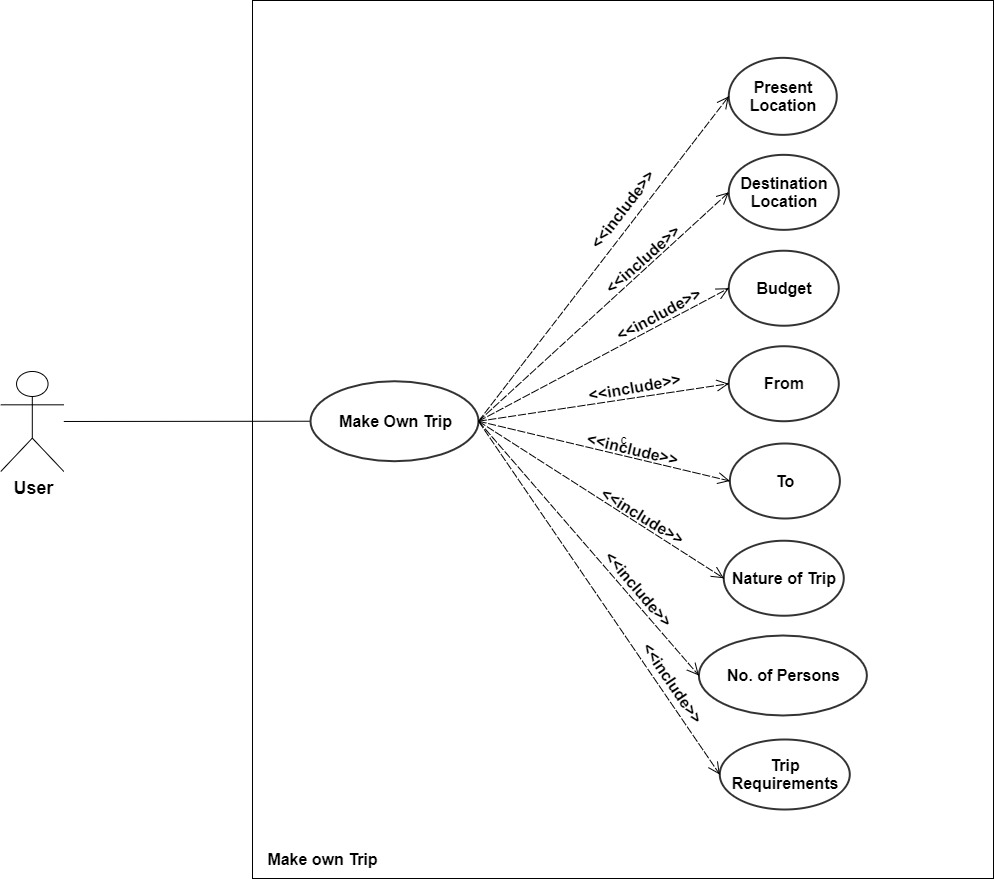 Present
Location
<<include>>
Destination
Location
<<include>>
Budget
<<include>>
From
<<include>>
User
Make Own Trip
c
<<include>>
To
<<include>>
Nature of Trip
<<include>>
No. of Persons
<<include>>
Trip
Requirements
Make own Trip